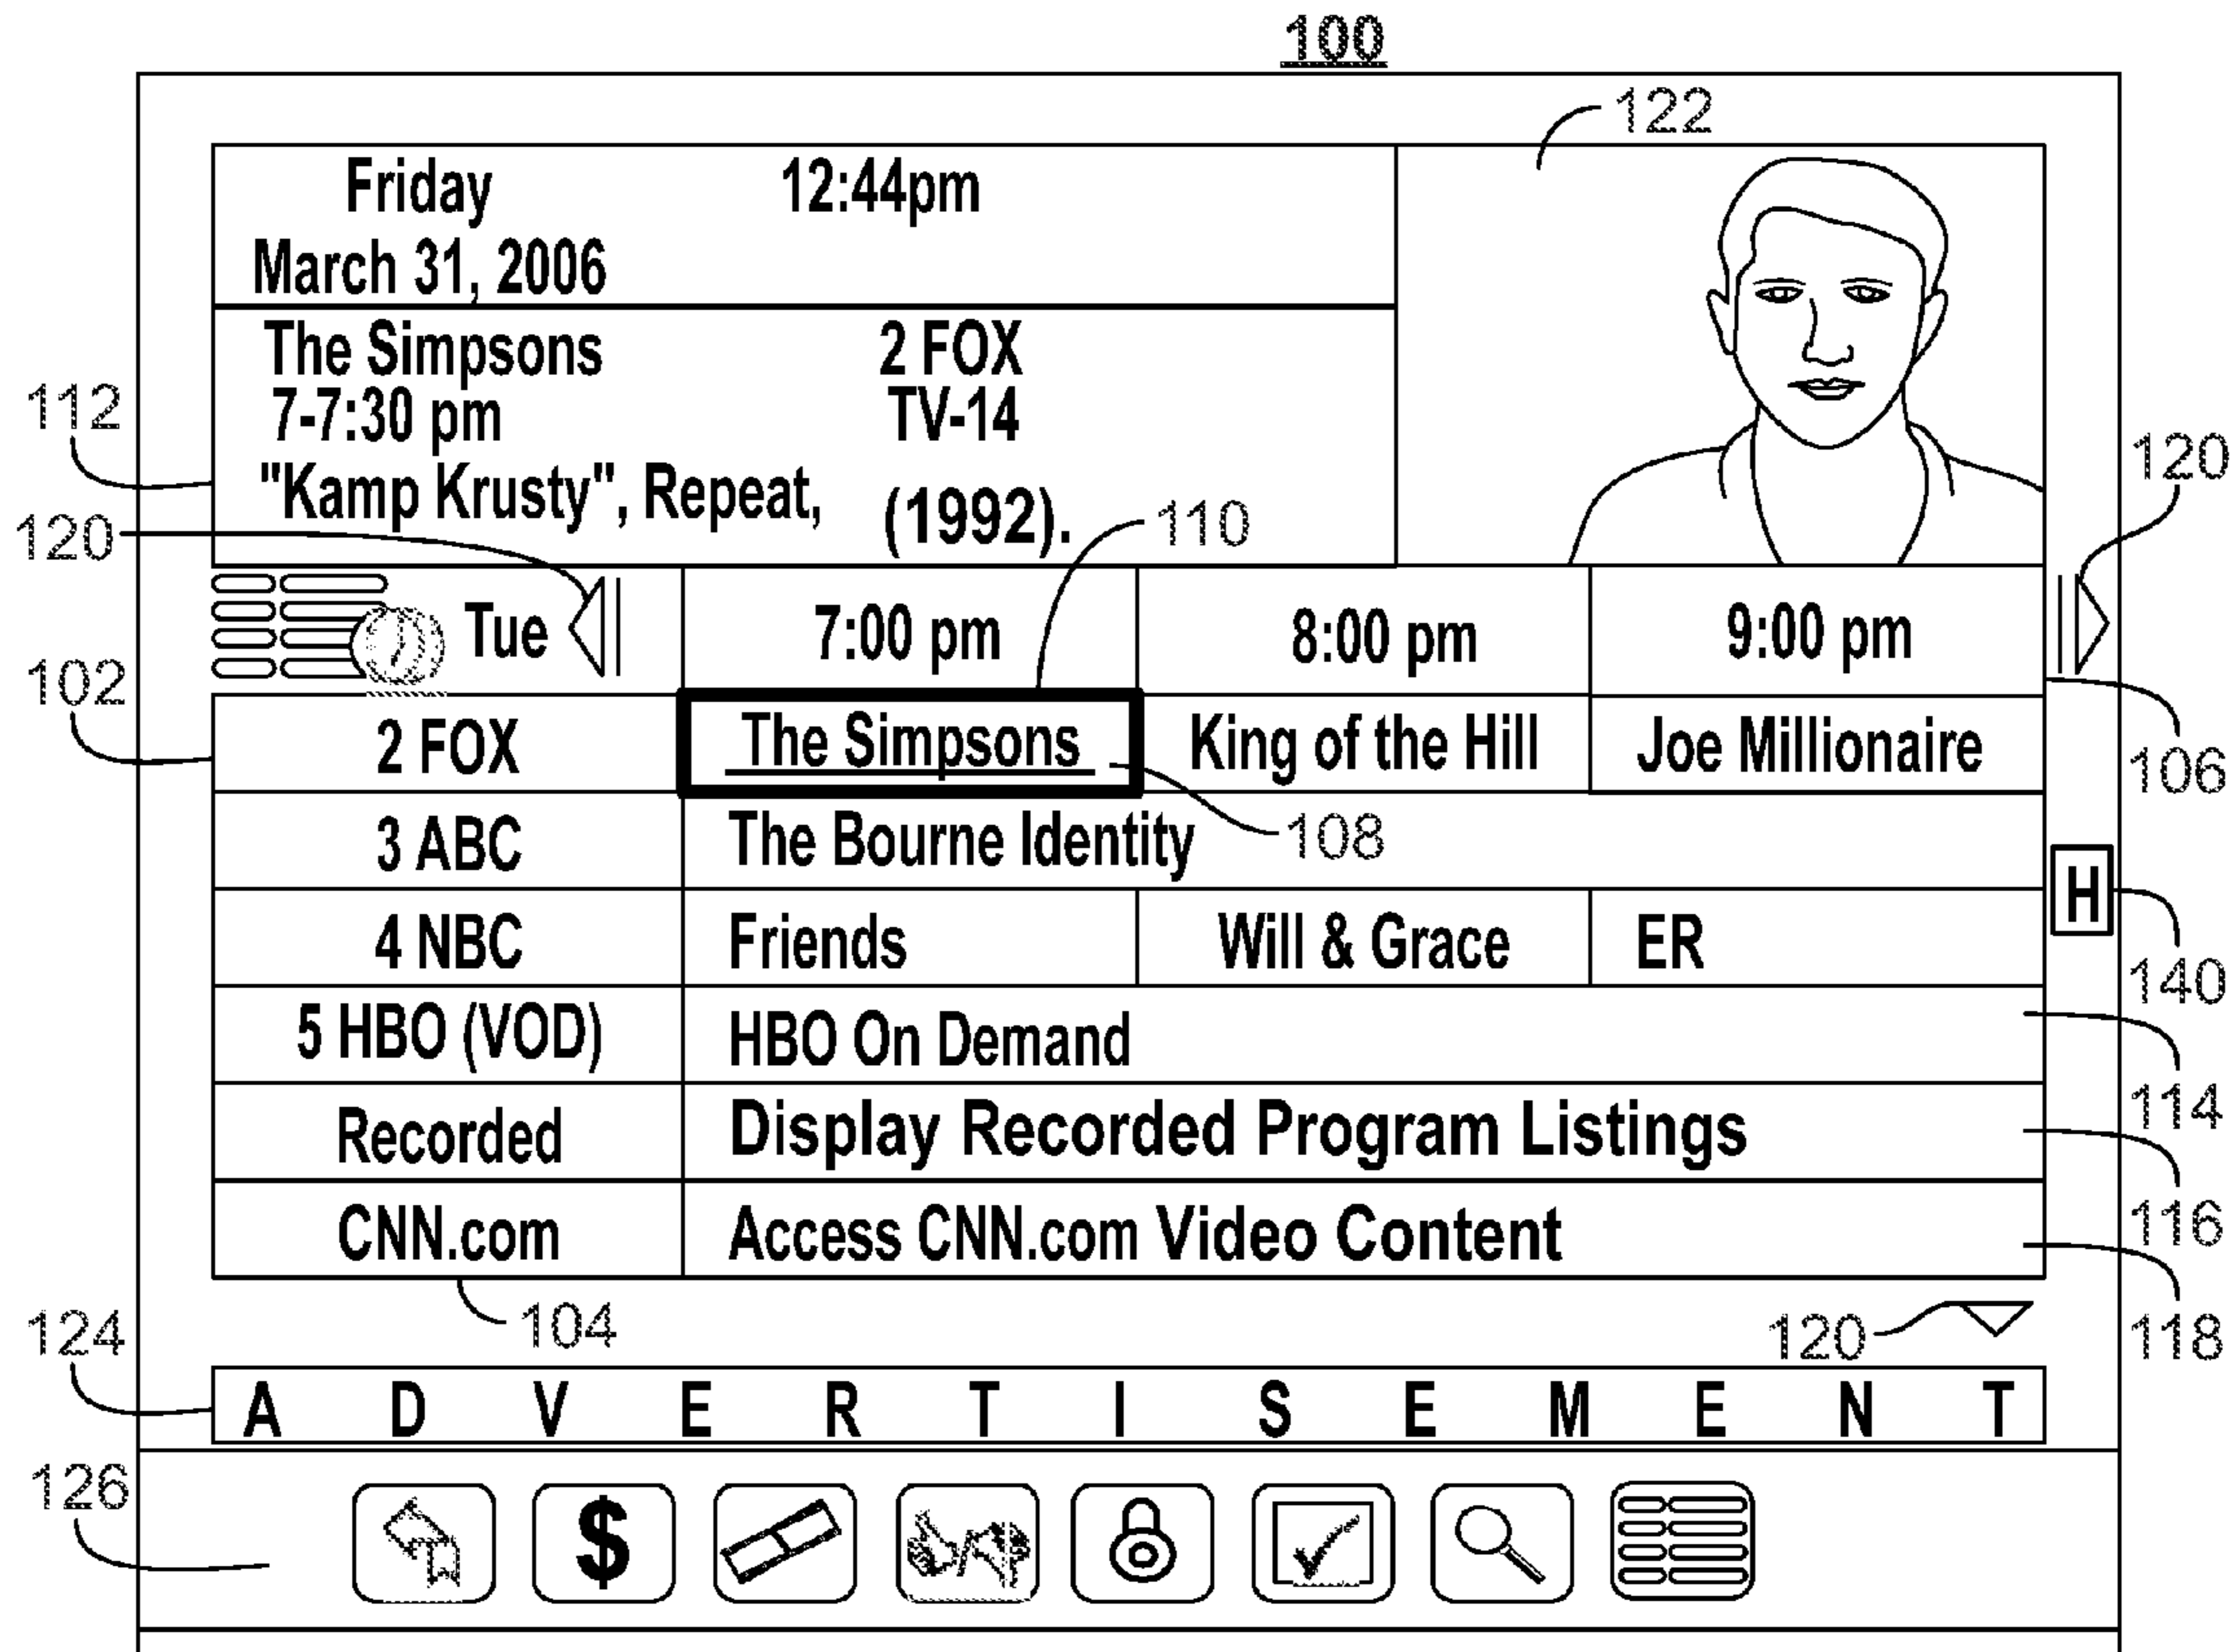 100
122
Friday 12:44pm
March 31, 2006
The Simpsons 2 FOX
112
7-7:30 pm TV-14
120
"Kamp Krusty", Repeat, (1992).
110
120
Tue 7:00 pm 8:00 pm 9:00 pm
102
2 FOX The Simpsons King of the Hill Joe Millionaire
106
3 ABC The Bourne Identity
108
H
4 NBC Friends Will & Grace ER
140
5 HBO (VOD) HBO On Demand
114
Recorded Display Recorded Program Listings
116
CNN.com Access CNN.com Video Content
104
120
118
124
A D V E R T I S E M E N T
126
$